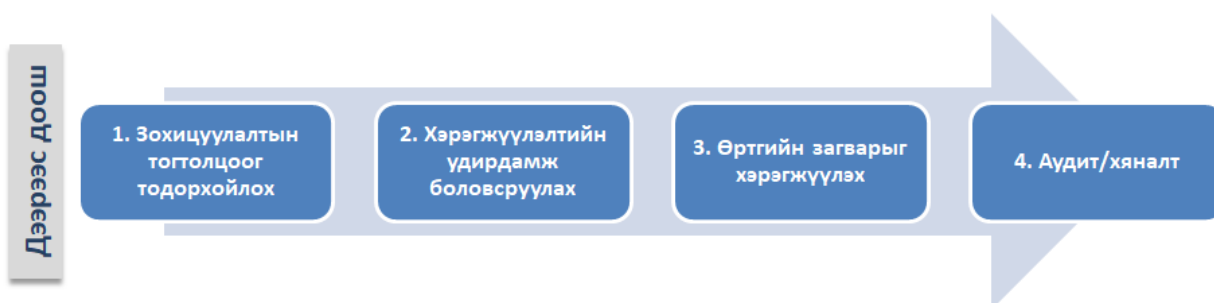 Дээрээс доош
1. Зохицуулалтын
тогтолцоог
тодорхойлох
2. Хэрэгжүүлэлтийн
удирдамж
боловсруулах
3. Өртгийн загварыг
хэрэгжүүлэх
4. Аудит/хяналт